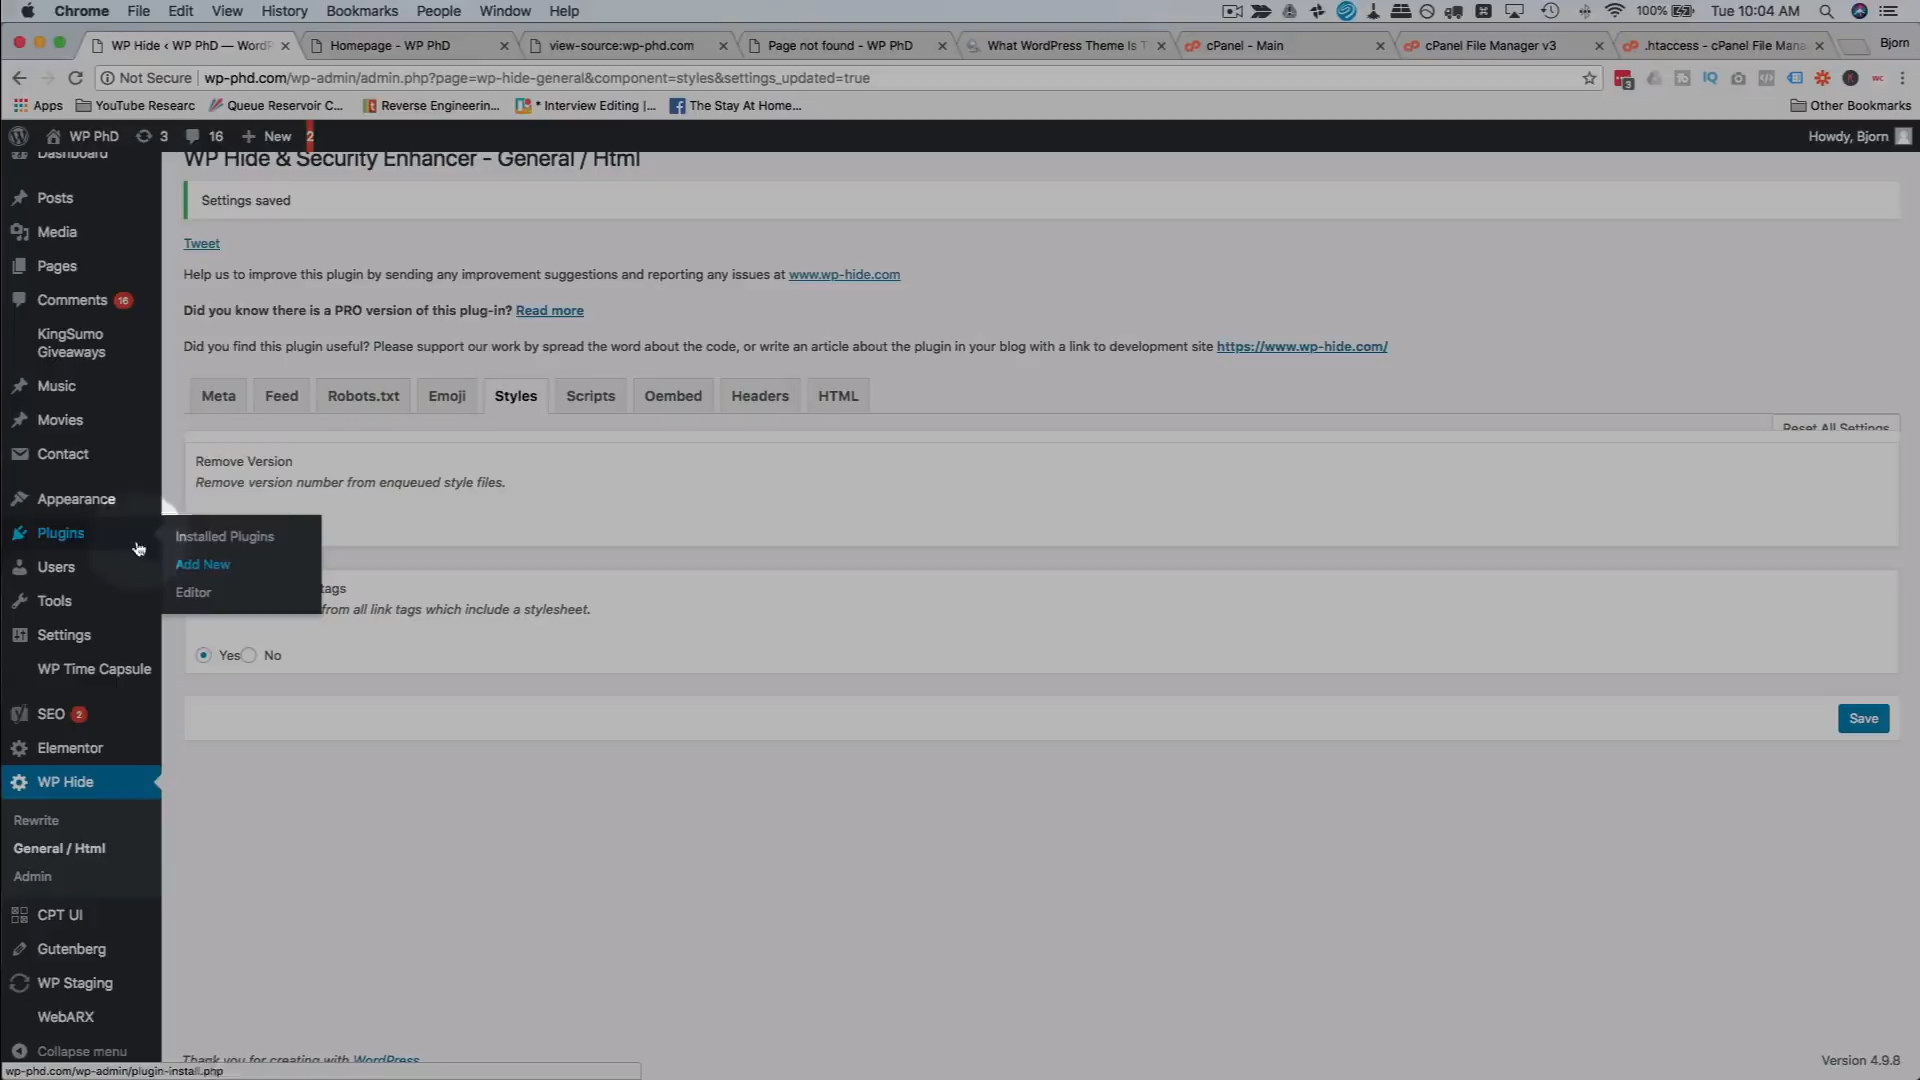 Chrome File Edit View History Bookmarks People Window Help 100% Tue 10:04 AM
WP Hide ‹ WP PhD — WordP Homepage - WP PhD view-source:wp-phd.com Page not found - WP PhD What WordPress Theme Is T cPanel - Main cPanel File Manager v3 .htaccess - cPanel File Mana Bjorn
Not Secure wp-phd.com/wp-admin/admin.php?page=wp-hide-general&component=styles&settings_updated=true
Apps YouTube Researc Queue Reservoir C... Reverse Engineerin... * Interview Editing |... The Stay At Home... Other Bookmarks
WP PhD 3 16 New 2 Howdy, Bjorn
Dashboard
Posts
Media
Pages
Comments 16
KingSumo
Giveaways
Music
Movies
Contact
Appearance
Plugins
Users
Tools
Settings
WP Time Capsule
SEO 2
Elementor
WP Hide
Rewrite
General / Html
Admin
CPT UI
Gutenberg
WP Staging
WebARX
Collapse menu
Installed Plugins
Add New
Editor
WP Hide & Security Enhancer - General / Html
Settings saved
Tweet
Help us to improve this plugin by sending any improvement suggestions and reporting any issues at www.wp-hide.com
Did you know there is a PRO version of this plug-in? Read more
Did you find this plugin useful? Please support our work by spread the word about the code, or write an article about the plugin in your blog with a link to development site https://www.wp-hide.com/
Meta Feed Robots.txt Emoji Styles Scripts Oembed Headers HTML
Reset All Settings
Remove Version
Remove version number from enqueued style files.
tags
from all link tags which include a stylesheet.
Yes No
Save
Thank you for creating with WordPress
Version 4.9.8
wp-phd.com/wp-admin/plugin-install.php